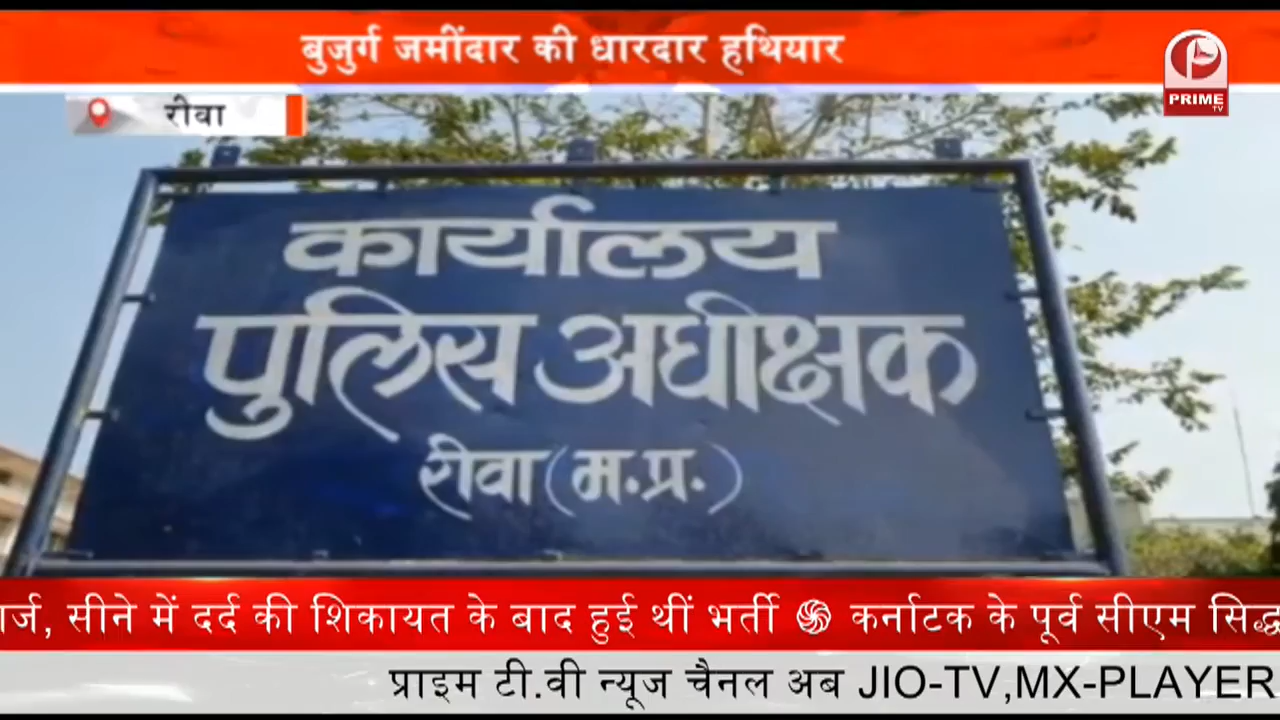 बुजुर्ग जमींदार की धारदार हथियार
रीवा
PRIME
TV
कार्यालय
पुलिस अधीक्षक
रीवा (म.प्र.)
सीने में दर्द की शिकायत के बाद हुई थीं भर्ती कर्नाटक के पूर्व सीएम
प्राइम टी.वी न्यूज चैनल अब JIO-TV,MX-PLAYER